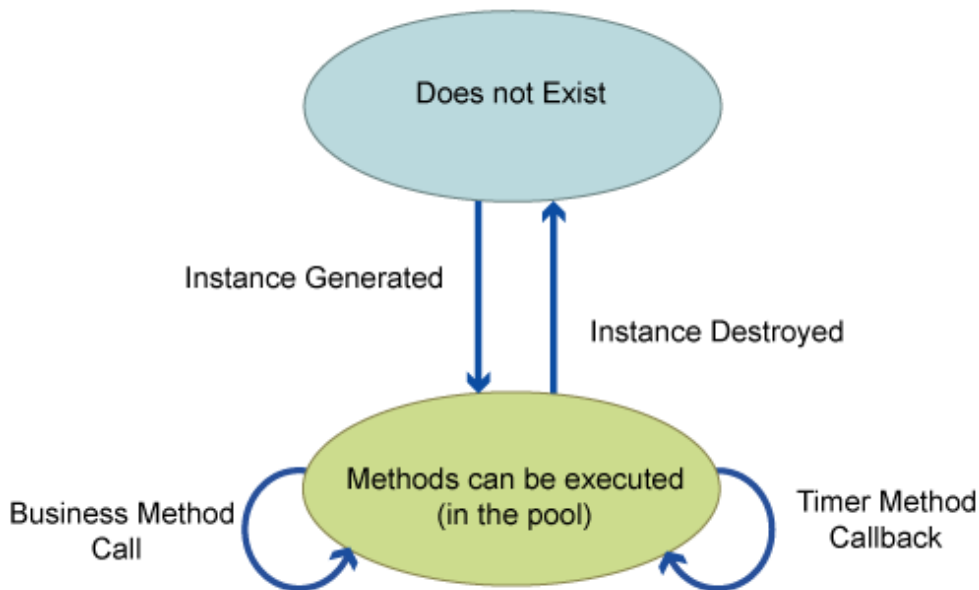 Does not Exist
Instance Generated
Instance Destroyed
Methods can be executed
(in the pool)
Business Method
Call
Timer Method
Callback